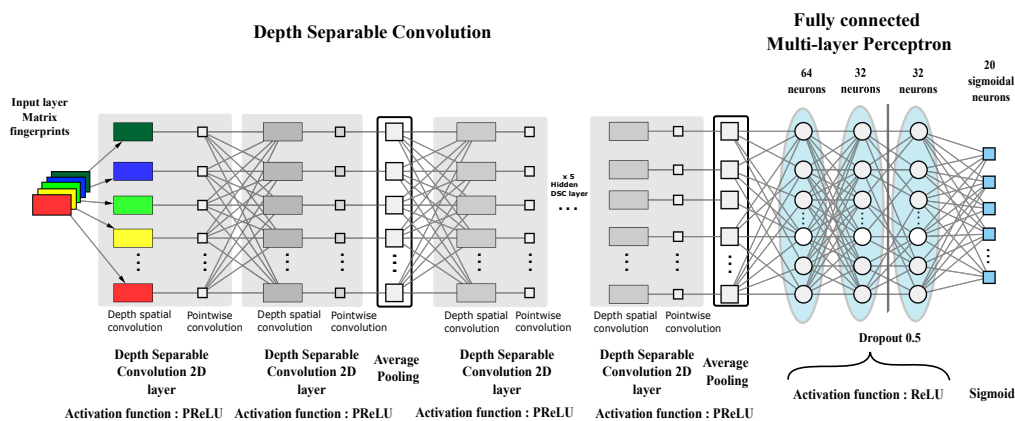 Depth Separable Convolution
Fully connected
Multi-layer Perceptron
64
neurons
32
neurons
32
neurons
20
sigmoidal
neurons
Input layer
Matrix
fingerprints
x 5
Hidden
DSC layer
. . .
Depth spatial
convolution
Pointwise
convolution
Depth spatial
convolution
Pointwise
convolution
Depth spatial
convolution
Pointwise
convolution
Depth spatial
convolution
Pointwise
convolution
Dropout 0.5
Depth Separable
Convolution 2D
layer
Depth Separable
Convolution 2D
layer
Average
Pooling
Depth Separable
Convolution 2D
layer
Depth Separable
Convolution 2D
layer
Average
Pooling
Activation function : PReLU
Activation function : PReLU
Activation function : PReLU
Activation function : PReLU
Activation function : ReLU
Sigmoid